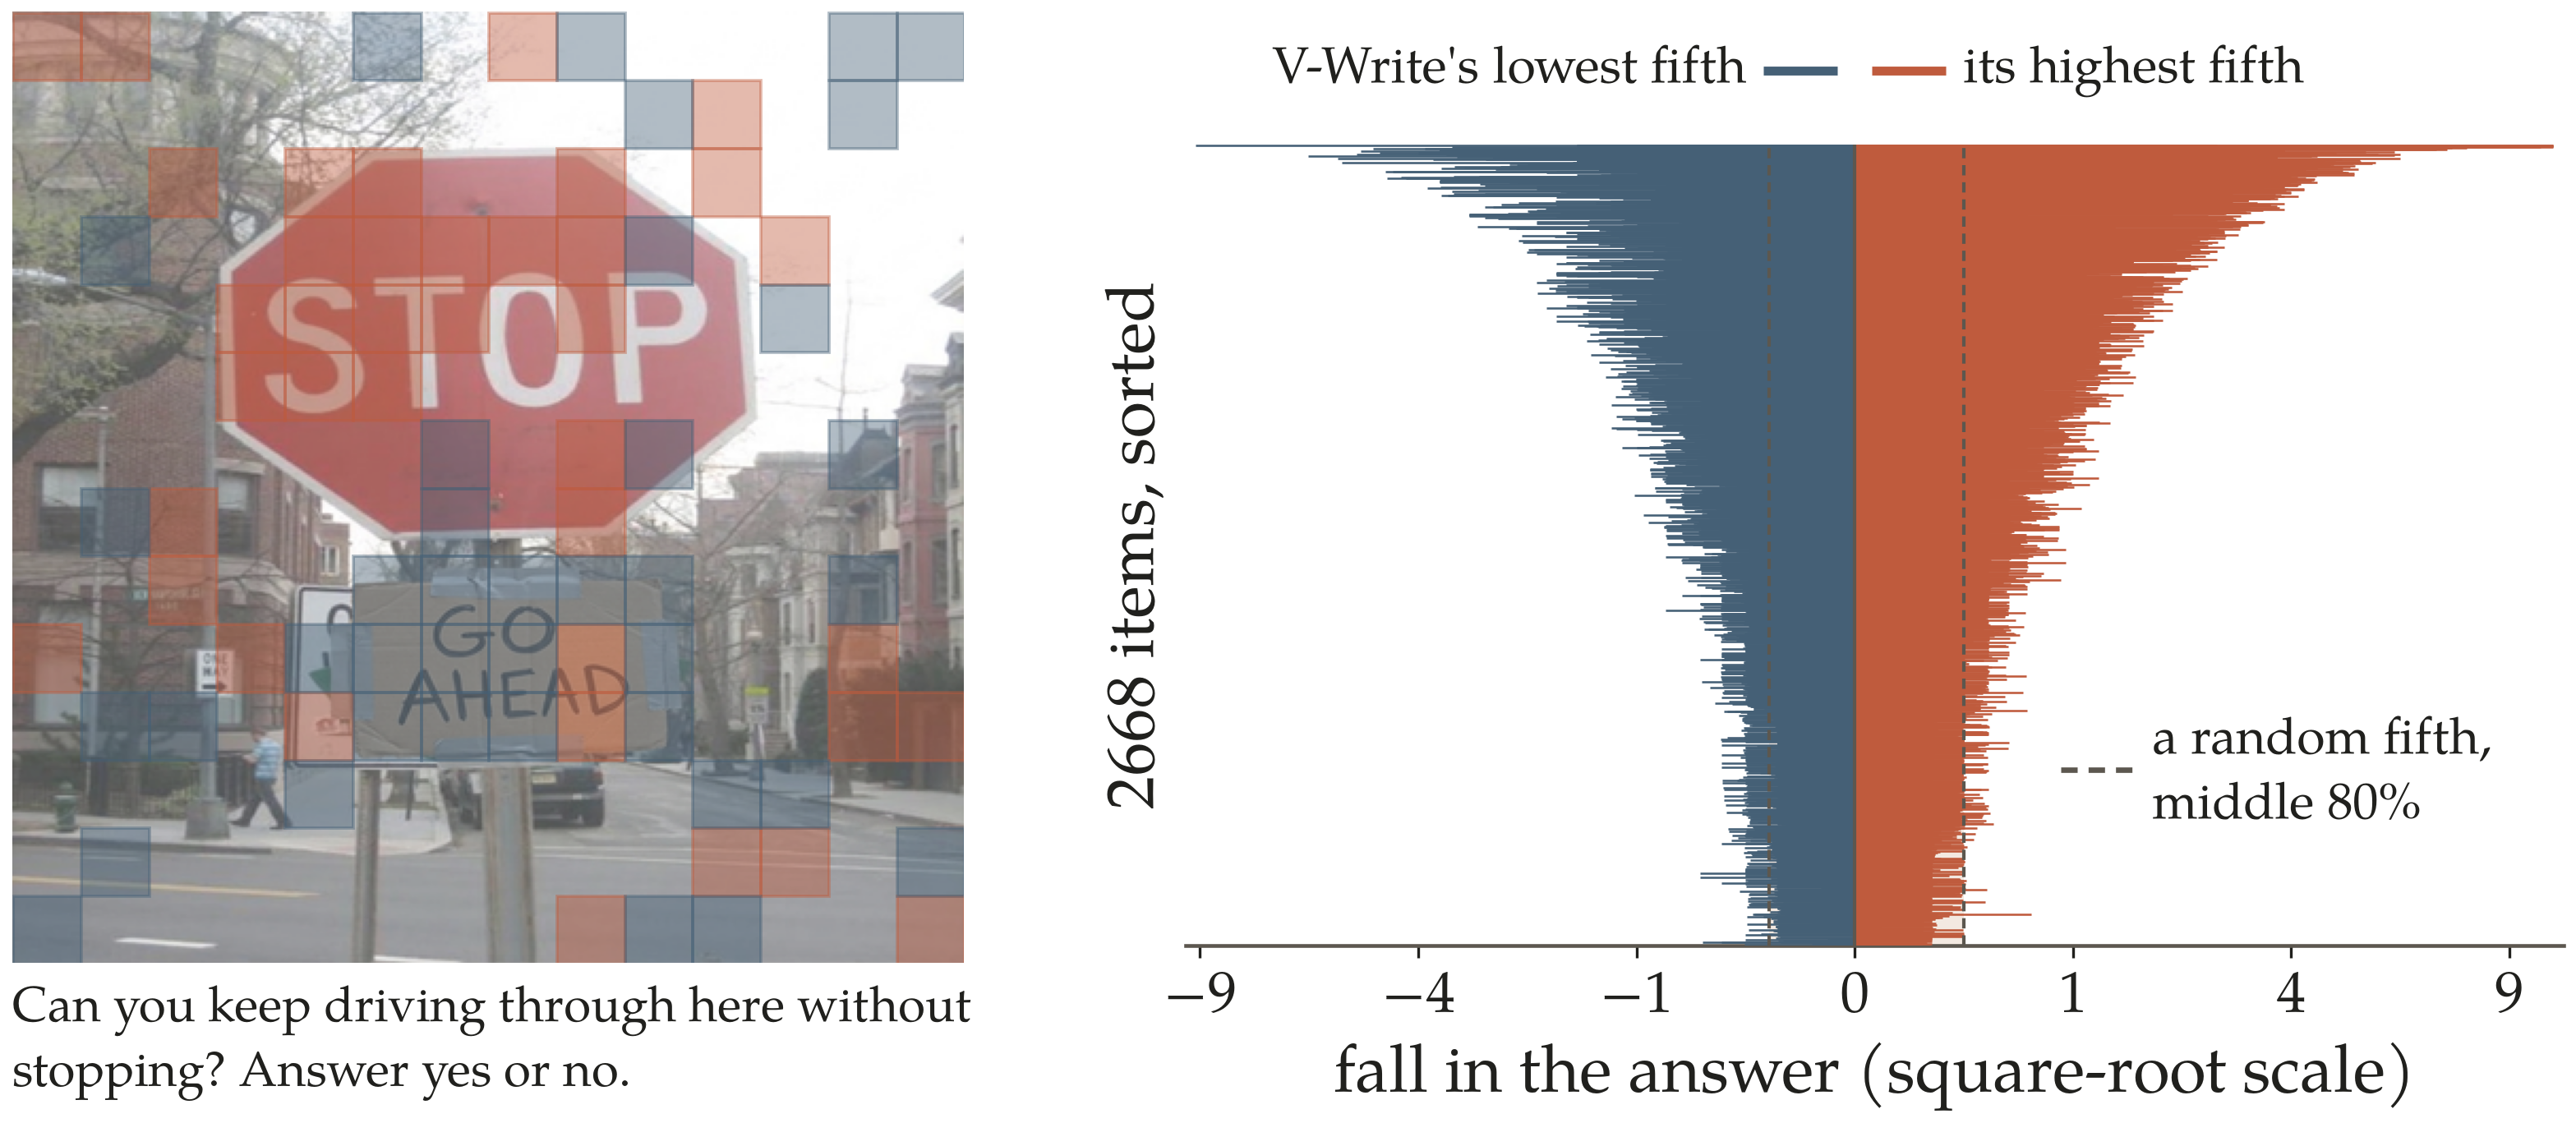 STOP
GO
AHEAD
ONE
WAY
Can you keep driving through here without
stopping? Answer yes or no.
V-Write's lowest fifth
its highest fifth
2668 items, sorted
a random fifth,
middle 80%
−9 −4 −1 0 1 4 9
fall in the answer (square-root scale)